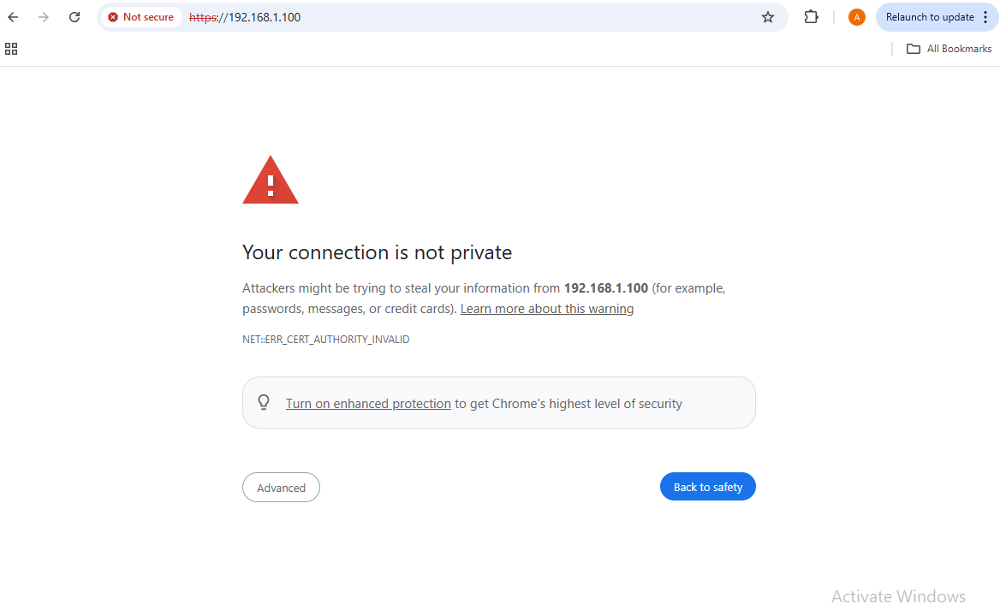 Not secure https://192.168.1.100 A Relaunch to update
All Bookmarks
Your connection is not private
Attackers might be trying to steal your information from 192.168.1.100 (for example,
passwords, messages, or credit cards). Learn more about this warning
NET::ERR_CERT_AUTHORITY_INVALID
Turn on enhanced protection to get Chrome's highest level of security
Advanced Back to safety
Activate Windows